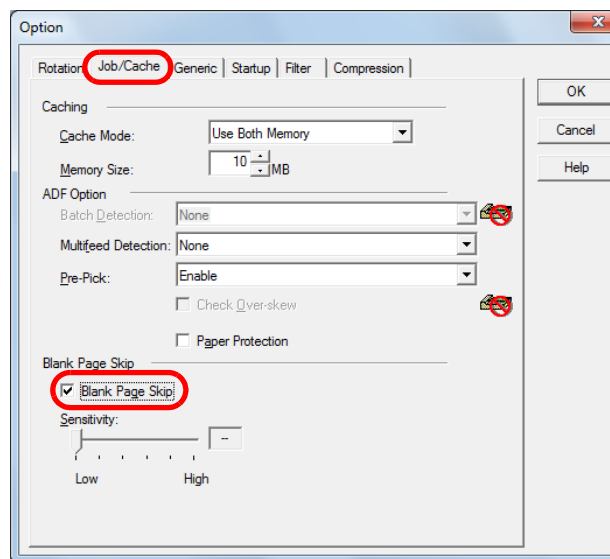 Option
Rotation Job/Cache Generic Startup Filter Compression
OK
Cancel
Help
Caching
Cache Mode: Use Both Memory
Memory Size: 10 MB
ADF Option
Batch Detection: None
Multifeed Detection: None
Pre-Pick: Enable
Check Over-skew
Paper Protection
Blank Page Skip
Blank Page Skip
Sensitivity:
--
Low High